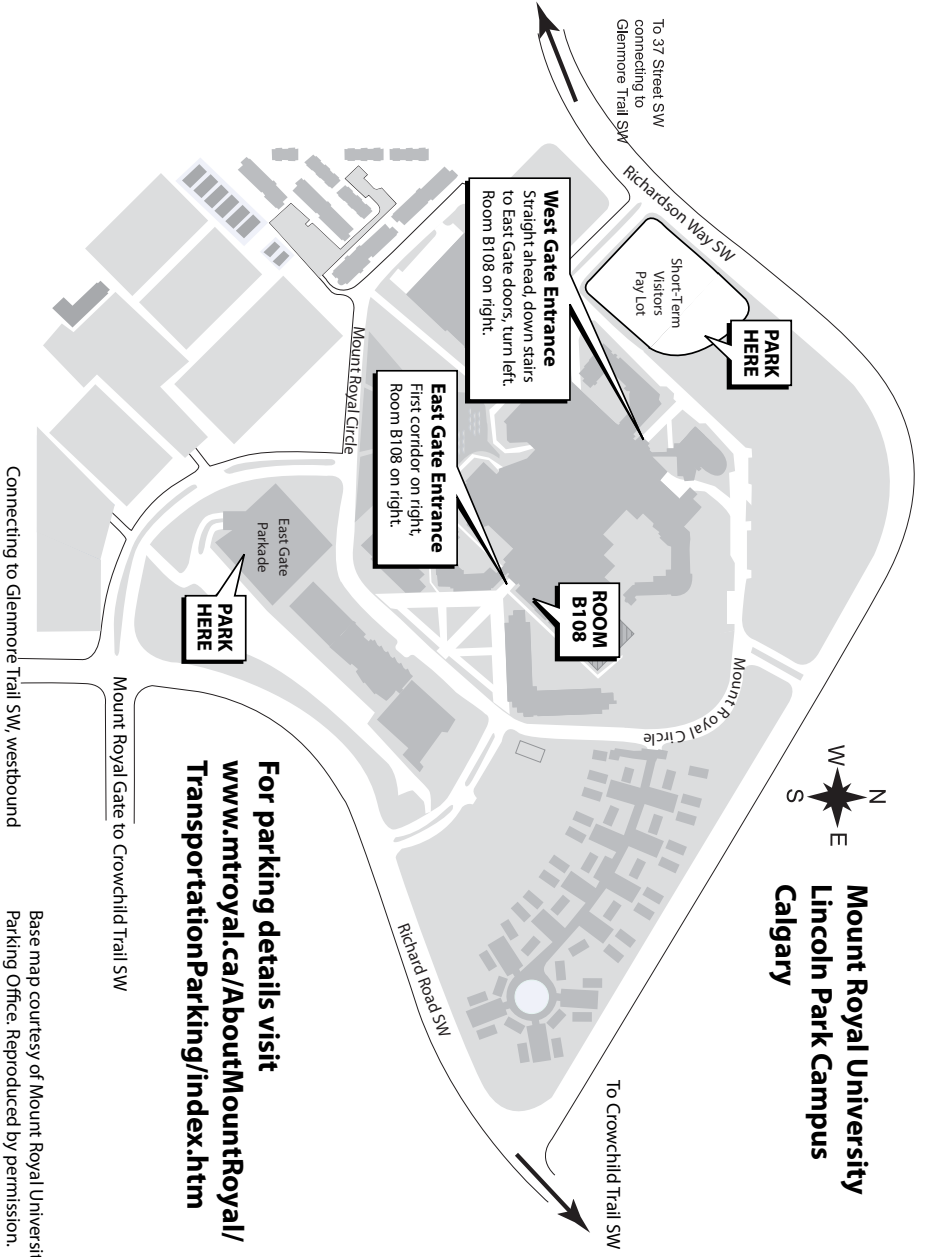 Mount Royal University
Lincoln Park Campus
Calgary
N
W
E
S
To 37 Street SW
connecting to
Glenmore Trail SW
Richardson Way SW
Short-Term
Visitors
Pay Lot
PARK
HERE
West Gate Entrance
Straight ahead, down stairs
to East Gate doors, turn left.
Room B108 on right.
East Gate Entrance
First corridor on right,
Room B108 on right.
ROOM
B108
Mount Royal Circle
Mount Royal Circle
East Gate
Parkade
PARK
HERE
To Crowchild Trail SW
Richard Road SW
Mount Royal Gate to Crowchild Trail SW
Connecting to Glenmore Trail SW, westbound
For parking details visit
www.mtroyal.ca/AboutMountRoyal/
TransportationParking/index.htm
Base map courtesy of Mount Royal Universit
Parking Office. Reproduced by permission.